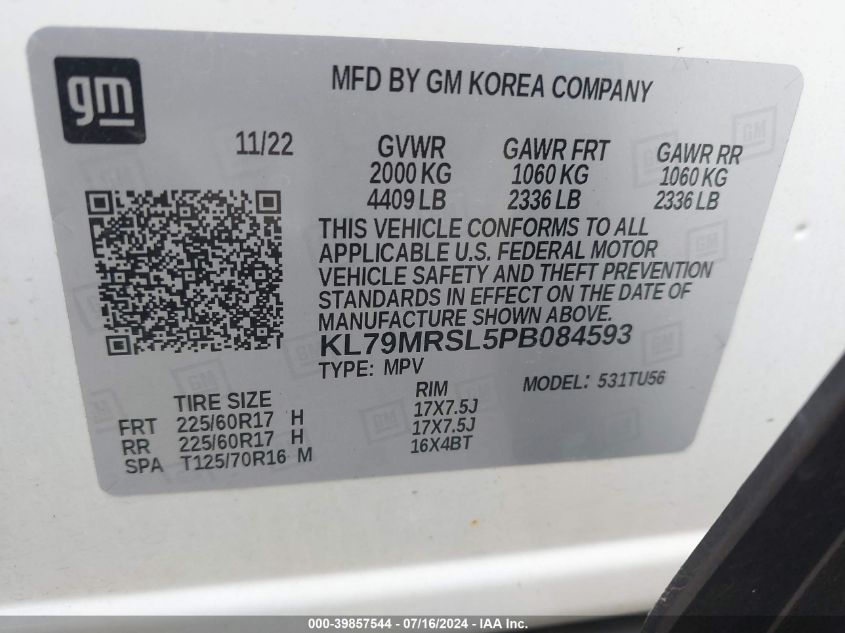 gm
MFD BY GM KOREA COMPANY
11/22
GVWR GAWR FRT GAWR RR
2000 KG 1060 KG 1060 KG
4409 LB 2336 LB 2336 LB
THIS VEHICLE CONFORMS TO ALL
APPLICABLE U.S. FEDERAL MOTOR
VEHICLE SAFETY AND THEFT PREVENTION
STANDARDS IN EFFECT ON THE DATE OF
MANUFACTURE SHOWN ABOVE.
KL79MRSL5PB084593
TYPE: MPV
MODEL: 531TU56
TIRE SIZE RIM
FRT 225/60R17 H 17X7.5J
RR 225/60R17 H 17X7.5J
SPA T125/70R16 M 16X4BT
000-39857544 - 07/16/2024 - IAA Inc.